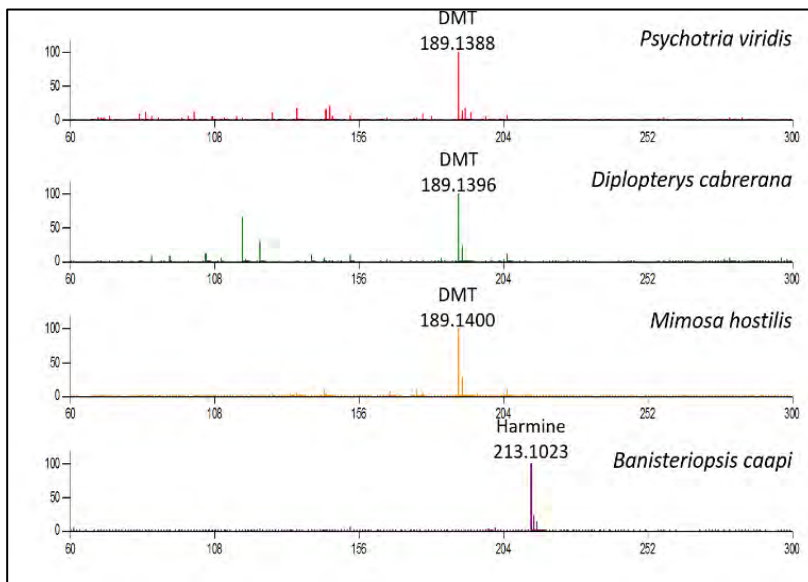 DMT
189.1388
Psychotria viridis
100
50
0
60 108 156 204 252 300
DMT
189.1396
Diplopterys cabrerana
100
50
0
60 108 156 204 252 300
DMT
189.1400
Mimosa hostilis
100
50
0
60 108 156 204 252 300
Harmine
213.1023
Banisteriopsis caapi
100
50
0
60 108 156 204 252 300